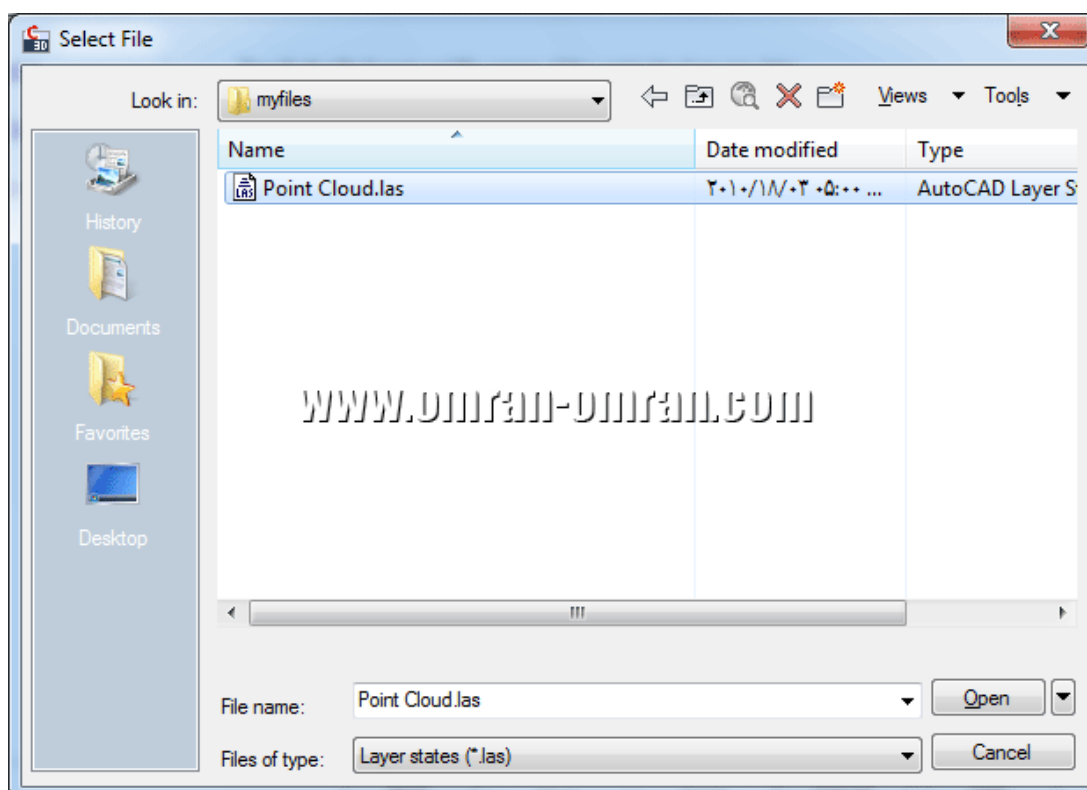 C 3D Select File
Look in: myfiles Views Tools
Name Date modified Type
Point Cloud.las ۲۰۱۰/۱۸/۰۳ ۰۵:۰۰ ... AutoCAD Layer S
LAS
History
Documents
Favorites
Desktop
www.omran-omran.com
File name: Point Cloud.las Open
Files of type: Layer states (*.las) Cancel